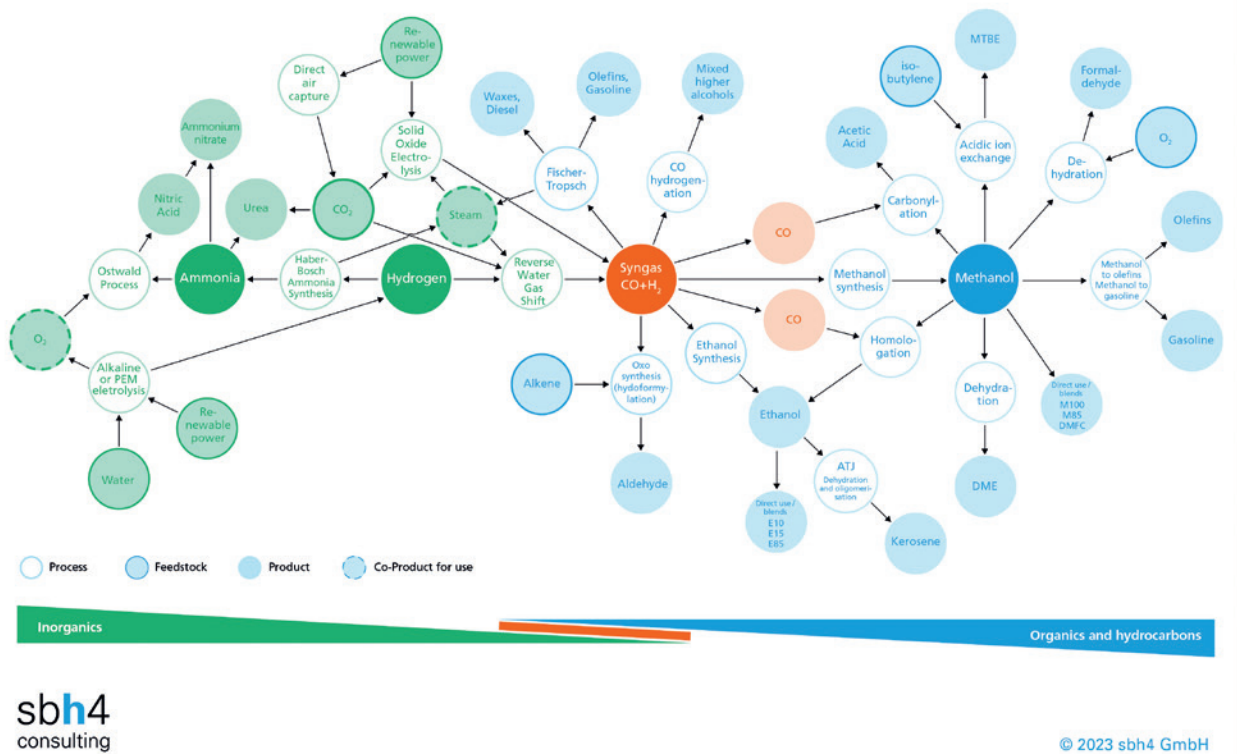 Re-
newable
power
Direct
air
capture
Solid
Oxide
Electro-
lysis
Ammonium
nitrate
Nitric
Acid
Urea
CO₂
Steam
Ostwald
Process
Ammonia
Haber-
Bosch
Ammonia
Synthesis
Hydrogen
Reverse
Water
Gas
Shift
O₂
Alkaline
or PEM
eletrolysis
Re-
newable
power
Water
Waxes,
Diesel
Olefins,
Gasoline
Mixed
higher
alcohols
Fischer-
Tropsch
CO
hydrogen-
ation
Syngas
CO+H₂
CO
CO
Methanol
synthesis
Ethanol
Synthesis
Alkene
Oxo
synthesis
(hydoformy-
lation)
Aldehyde
Ethanol
Homolo-
gation
Direct use /
blends
E10
E15
E85
ATJ
Dehydration
and oligomeri-
sation
Kerosene
MTBE
iso-
butylene
Formal-
dehyde
Acetic
Acid
Acidic ion
exchange
De-
hydration
O₂
Carbonyl-
ation
Methanol
Methanol
to olefins
Methanol to
gasoline
Olefins
Gasoline
Dehydra-
tion
DME
Direct use /
blends
M100
M85
DMFC
Process
Feedstock
Product
Co-Product for use
Inorganics
Organics and hydrocarbons
sbh4
consulting
© 2023 sbh4 GmbH